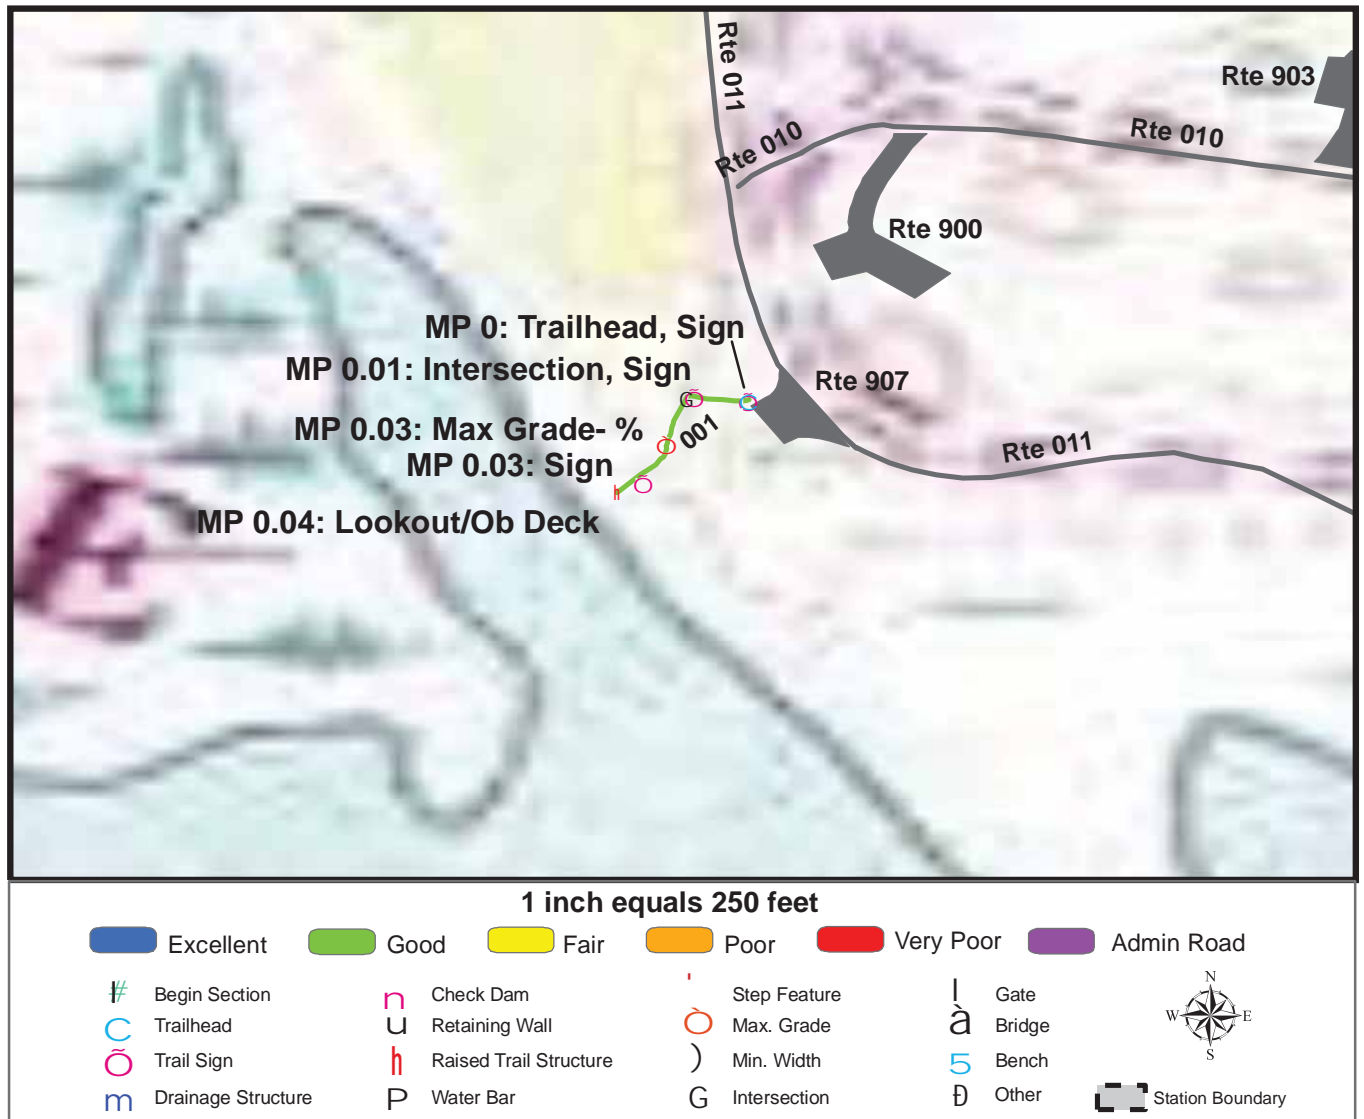 Rte 011
Rte 903
Rte 010
Rte 010
Rte 900
MP 0: Trailhead, Sign
MP 0.01: Intersection, Sign
Rte 907
G Õ C Õ
MP 0.03: Max Grade- %
Ò
001
MP 0.03: Sign
Rte 011
h Õ
MP 0.04: Lookout/Ob Deck
1 inch equals 250 feet
Excellent
Good
Fair
Poor
Very Poor
Admin Road
# Begin Section
C Trailhead
Õ Trail Sign
m Drainage Structure
n Check Dam
u Retaining Wall
h Raised Trail Structure
P Water Bar
' Step Feature
Ò Max. Grade
) Min. Width
G Intersection
l Gate
à Bridge
5 Bench
Ð Other
N
W E
S
Station Boundary